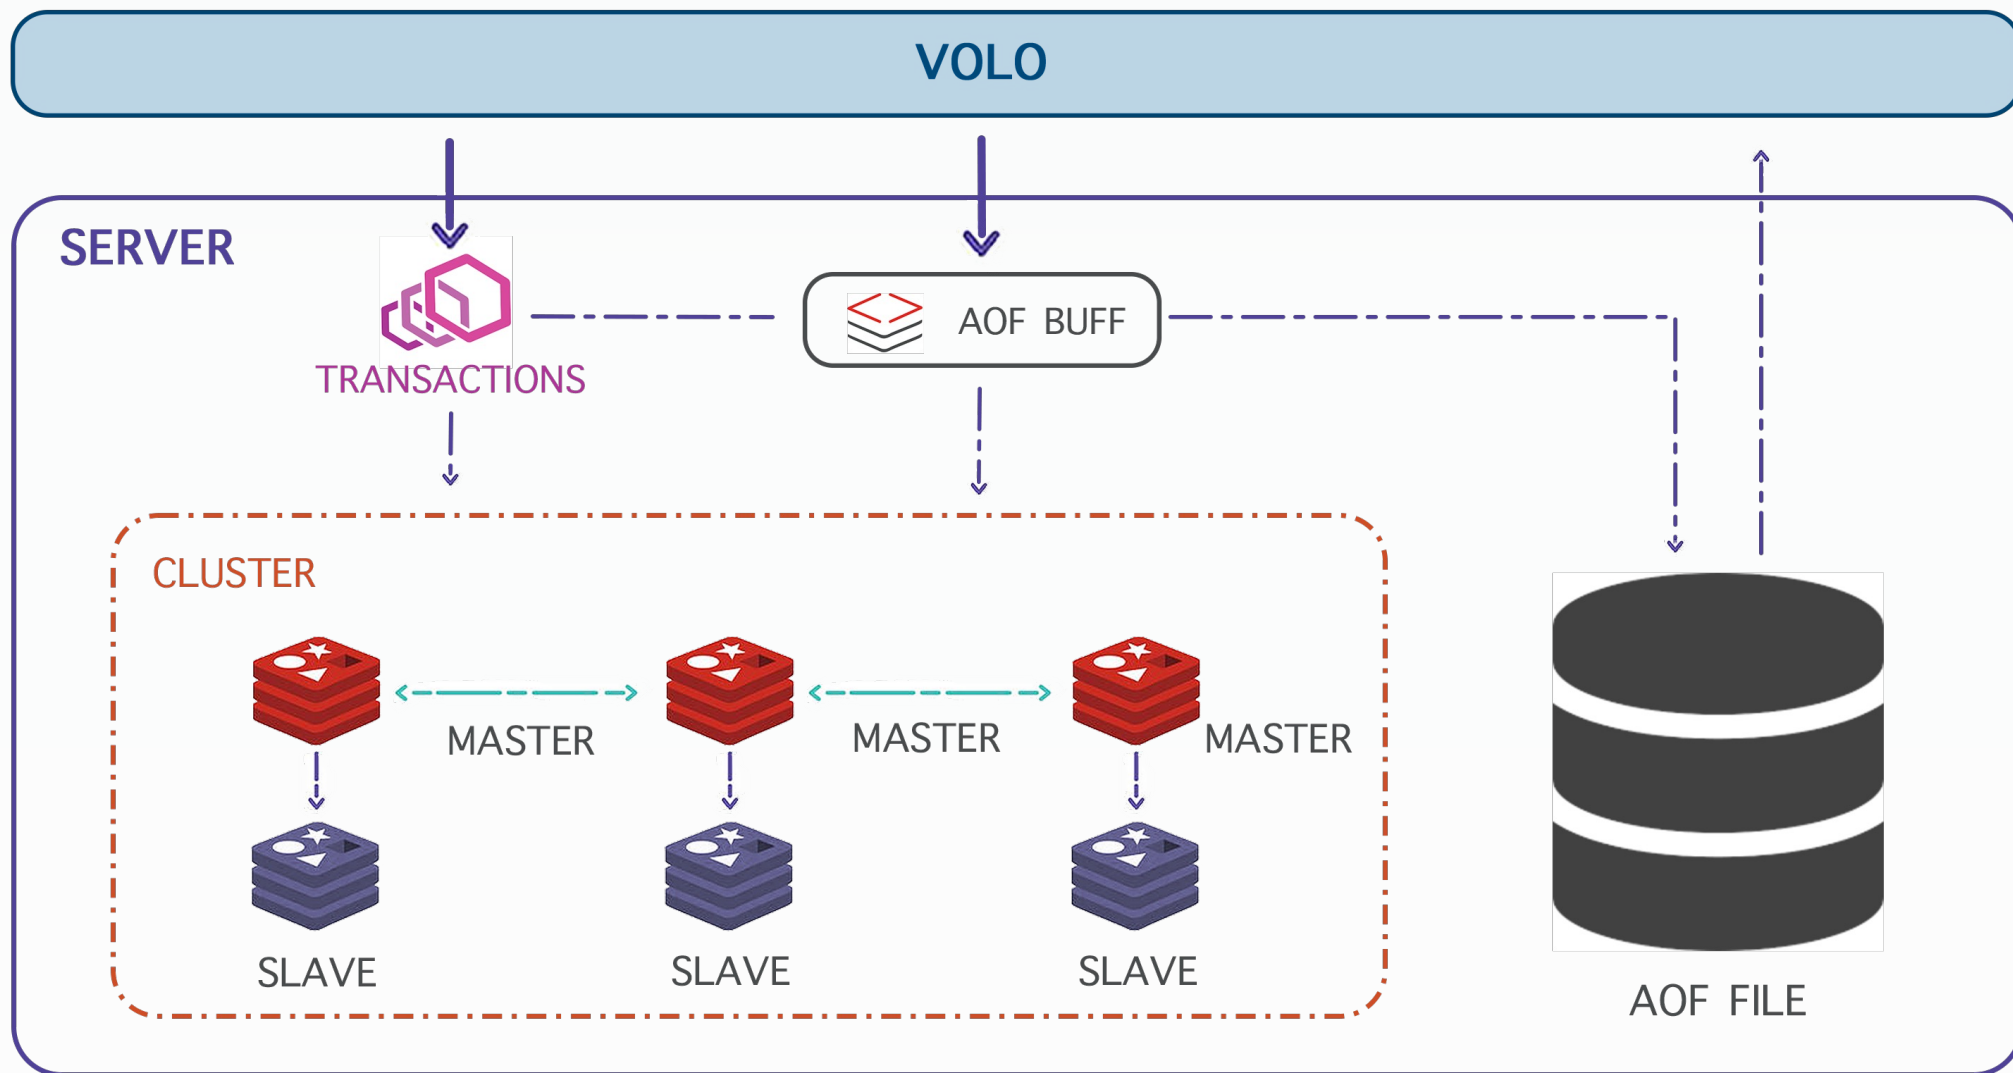 VOLO
SERVER
AOF BUFF
TRANSACTIONS
CLUSTER
MASTER
MASTER
MASTER
SLAVE
SLAVE
SLAVE
AOF FILE